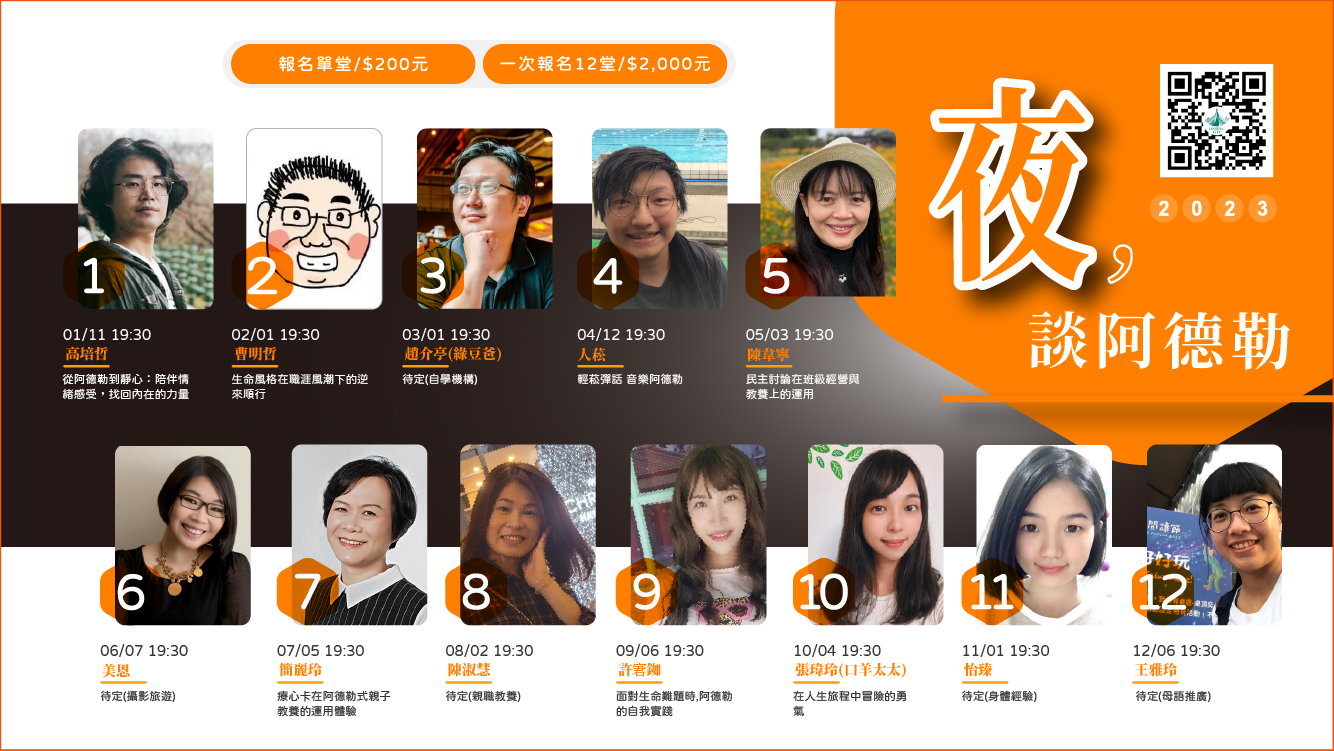 報名單堂/$200元
一次報名12堂/$2,000元
夜,
2023
談阿德勒
1
01/11 19:30
高培哲
從阿德勒到靜心：陪伴情
緒感受，找回內在的力量
2
02/01 19:30
曹明哲
生命風格在職涯風潮下的逆
來順行
3
03/01 19:30
趙介亭(綠豆爸)
待定(自學機構)
4
04/12 19:30
人菘
輕菘彈話 音樂阿德勒
5
05/03 19:30
陳韋寧
民主討論在班級經營與
教養上的運用
6
06/07 19:30
美恩
待定(攝影旅遊)
7
07/05 19:30
簡麗玲
療心卡在阿德勒式親子
教養的運用體驗
8
08/02 19:30
陳淑慧
待定(親職教養)
9
09/06 19:30
許窘鎺
面對生命難題時,阿德勒
的自我實踐
10
10/04 19:30
張瑋玲(口羊太太)
在人生旅程中冒險的勇
氣
11
11/01 19:30
怡臻
待定(身體經驗)
12
12/06 19:30
王雅玲
待定(母語推廣)
閱讀節
好玩